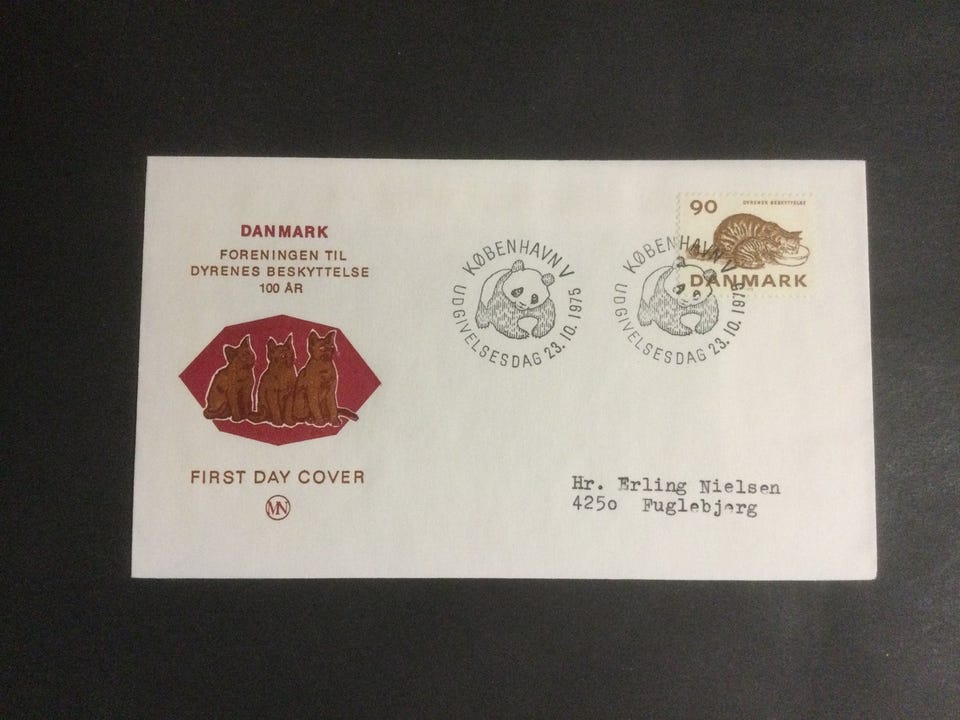 DANMARK
FORENINGEN TIL
DYRENES BESKYTTELSE
100 ÅR
FIRST DAY COVER
MN
KØBENHAVN V
UDGIVELSESDAG 23.10.1975
KØBENHAVN V
UDGIVELSESDAG 23.10.1975
90
DYRENES BESKYTTELSE
DANMARK
Hr. Erling Nielsen
425o Fuglebjerg